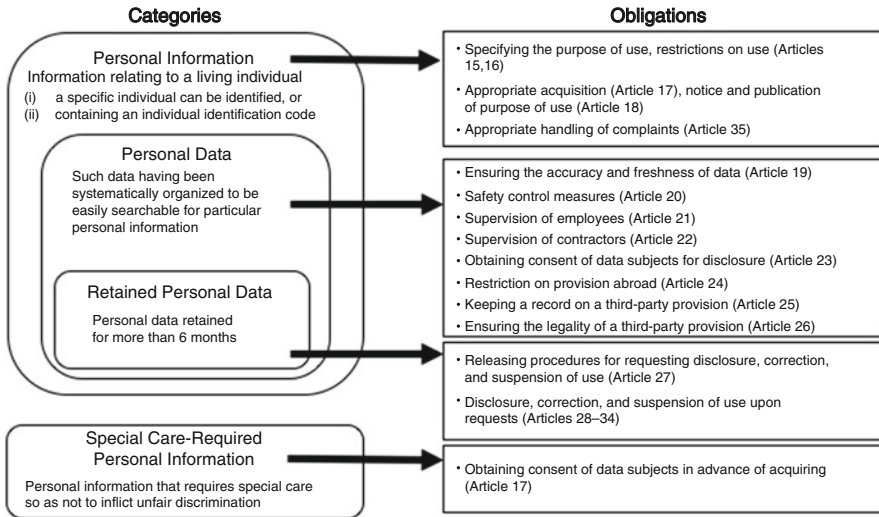 Categories
Personal Information
Information relating to a living individual
(i) a specific individual can be identified, or
(ii) containing an individual identification code
Personal Data
Such data having been
systematically organized to be
easily searchable for particular
personal information
Retained Personal Data
Personal data retained
for more than 6 months
Special Care-Required
Personal Information
Personal information that requires special care
so as not to inflict unfair discrimination
Obligations
• Specifying the purpose of use, restrictions on use (Articles
15,16)
• Appropriate acquisition (Article 17), notice and publication
of purpose of use (Article 18)
• Appropriate handling of complaints (Article 35)
• Ensuring the accuracy and freshness of data (Article 19)
• Safety control measures (Article 20)
• Supervision of employees (Article 21)
• Supervision of contractors (Article 22)
• Obtaining consent of data subjects for disclosure (Article 23)
• Restriction on provision abroad (Article 24)
• Keeping a record on a third-party provision (Article 25)
• Ensuring the legality of a third-party provision (Article 26)
• Releasing procedures for requesting disclosure, correction,
and suspension of use (Article 27)
• Disclosure, correction, and suspension of use upon
requests (Articles 28–34)
• Obtaining consent of data subjects in advance of acquiring
(Article 17)